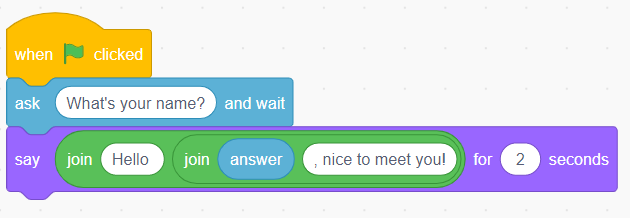 when clicked
ask What's your name? and wait
say join Hello join answer , nice to meet you! for 2 seconds